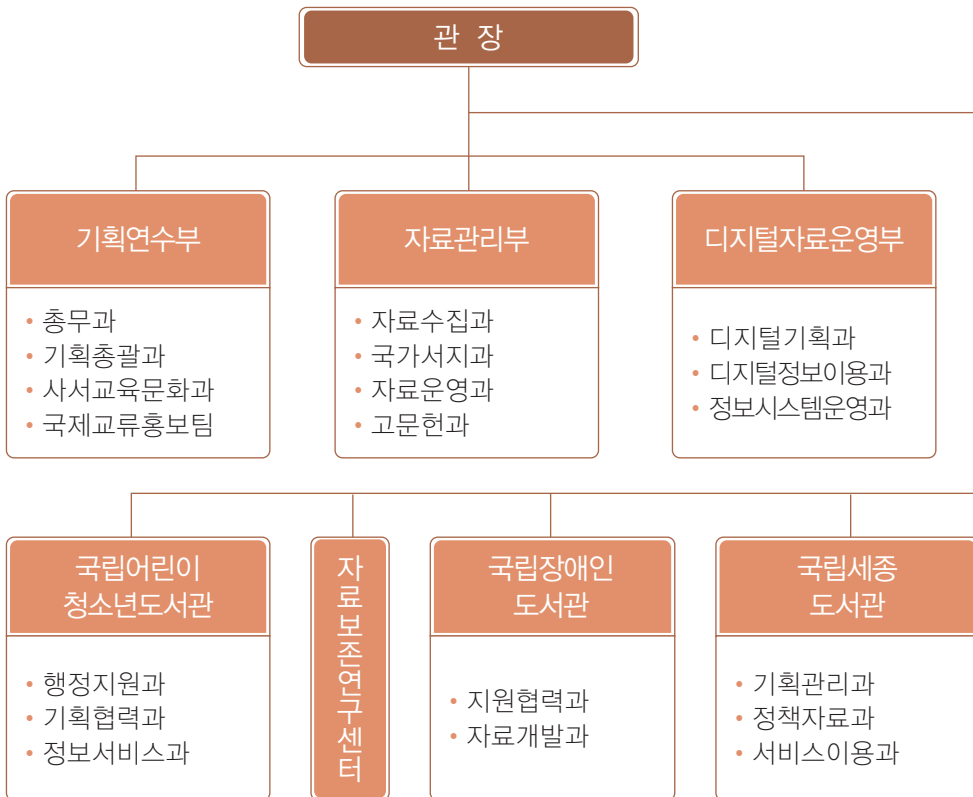 관 장
기획연수부
• 총무과
• 기획총괄과
• 사서교육문화과
• 국제교류홍보팀
자료관리부
• 자료수집과
• 국가서지과
• 자료운영과
• 고문헌과
디지털자료운영부
• 디지털기획과
• 디지털정보이용과
• 정보시스템운영과
국립어린이
청소년도서관
• 행정지원과
• 기획협력과
• 정보서비스과
자료보존연구센터
국립장애인
도서관
• 지원협력과
• 자료개발과
국립세종
도서관
• 기획관리과
• 정책자료과
• 서비스이용과